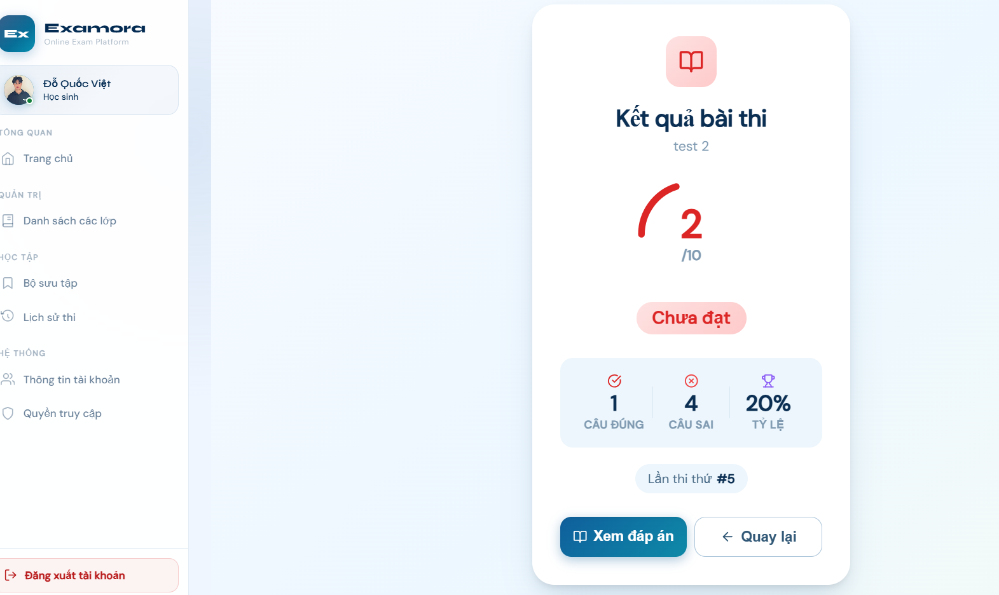 Ex
Examora
Online Exam Platform
Đỗ Quốc Việt
Học sinh
TỔNG QUAN
Trang chủ
QUẢN TRỊ
Danh sách các lớp
HỌC TẬP
Bộ sưu tập
Lịch sử thi
HỆ THỐNG
Thông tin tài khoản
Quyền truy cập
Đăng xuất tài khoản
Kết quả bài thi
test 2
2
/10
Chưa đạt
1 4 20%
CÂU ĐÚNG CÂU SAI TỶ LỆ
Lần thi thứ #5
Xem đáp án Quay lại